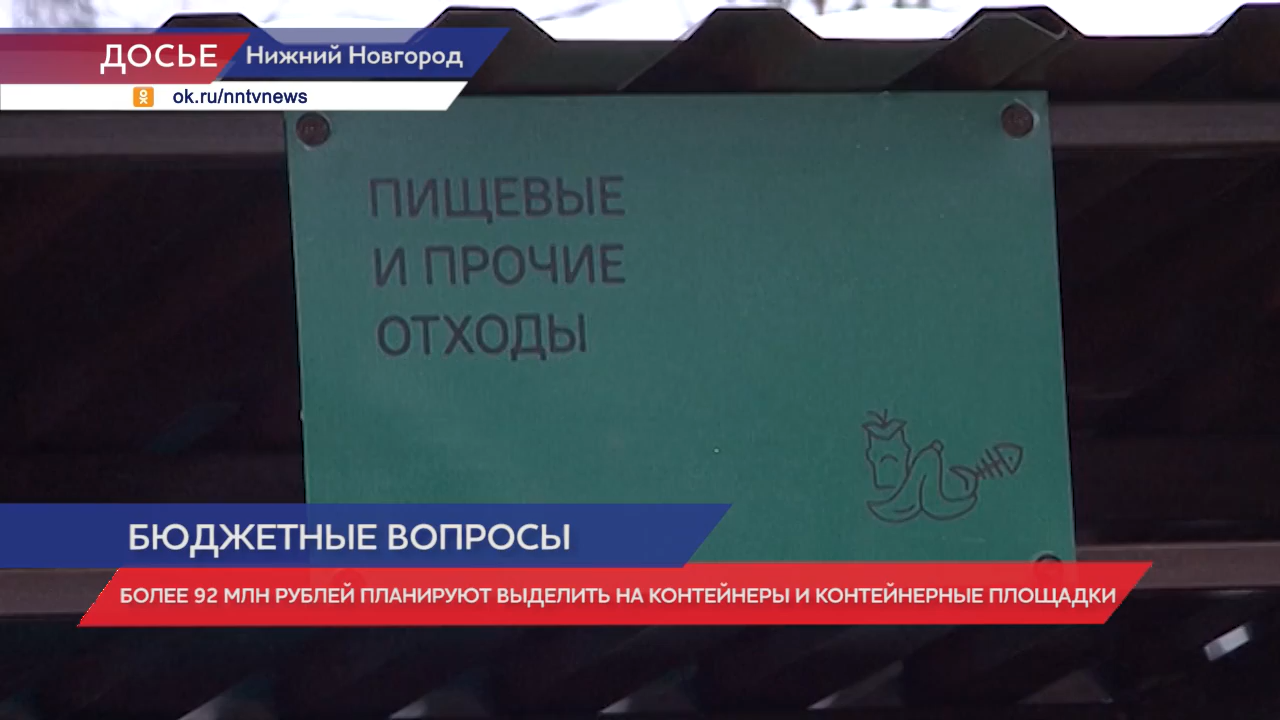 ДОСЬЕ
Нижний Новгород
ok.ru/nntvnews
ПИЩЕВЫЕ
И ПРОЧИЕ
ОТХОДЫ
БЮДЖЕТНЫЕ ВОПРОСЫ
БОЛЕЕ 92 МЛН РУБЛЕЙ ПЛАНИРУЮТ ВЫДЕЛИТЬ НА КОНТЕЙНЕРЫ И КОНТЕЙНЕРНЫЕ ПЛОЩАДКИ